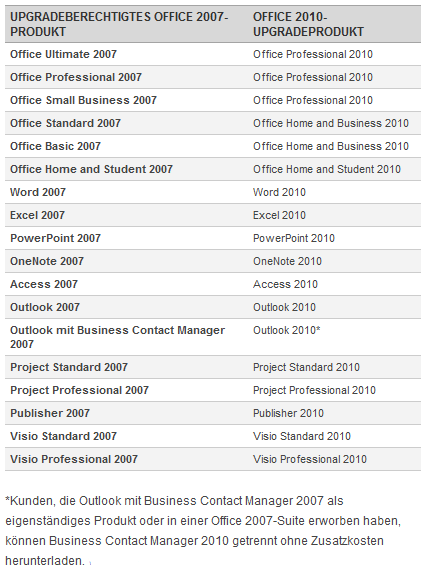 UPGRADEBERECHTIGTES OFFICE 2007- OFFICE 2010-
PRODUKT UPGRADEPRODUKT
Office Ultimate 2007 Office Professional 2010
Office Professional 2007 Office Professional 2010
Office Small Business 2007 Office Professional 2010
Office Standard 2007 Office Home and Business 2010
Office Basic 2007 Office Home and Business 2010
Office Home and Student 2007 Office Home and Student 2010
Word 2007 Word 2010
Excel 2007 Excel 2010
PowerPoint 2007 PowerPoint 2010
OneNote 2007 OneNote 2010
Access 2007 Access 2010
Outlook 2007 Outlook 2010
Outlook mit Business Contact Manager Outlook 2010*
2007
Project Standard 2007 Project Standard 2010
Project Professional 2007 Project Professional 2010
Publisher 2007 Publisher 2010
Visio Standard 2007 Visio Standard 2010
Visio Professional 2007 Visio Professional 2010
*Kunden, die Outlook mit Business Contact Manager 2007 als
eigenständiges Produkt oder in einer Office 2007-Suite erworben haben,
können Business Contact Manager 2010 getrennt ohne Zusatzkosten
herunterladen.